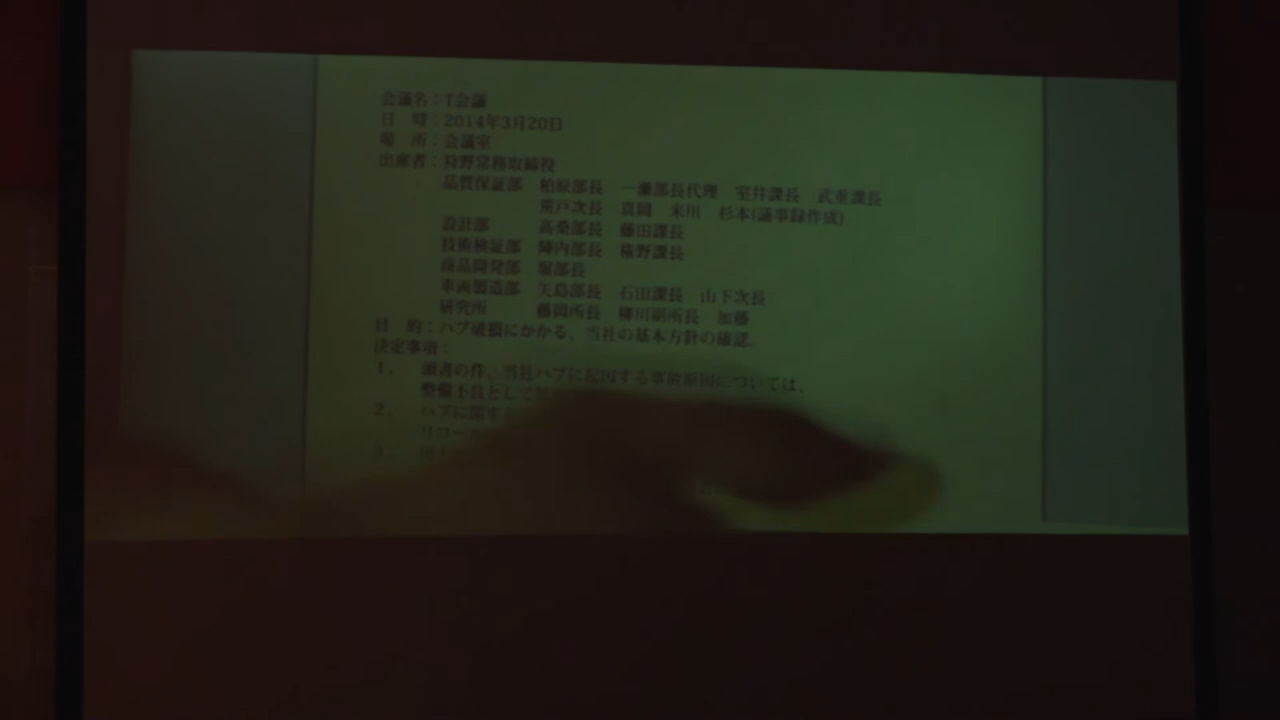 会議名：T会議
日　時：2014年3月20日
場　所：会議室
出席者：狩野常務取締役
品質保証部　柏原部長　一瀬部長代理　室井課長　武重課長
荒戸次長　真岡　来川　杉本(議事録作成)
設計部　高桑部長　藤田課長
技術検証部　陣内部長　権野課長
商品開発部　堀部長
車両製造部　矢島部長　石田課長　山下次長
研究所　藤岡所長　柳川副所長　加藤
目　的：ハブ破損にかかる、当社の基本方針の確認。
決定事項：
1.　頭書の件、当社ハブに起因する事故原因については、
整備不良として
2.　ハブに関す
リコー
3.